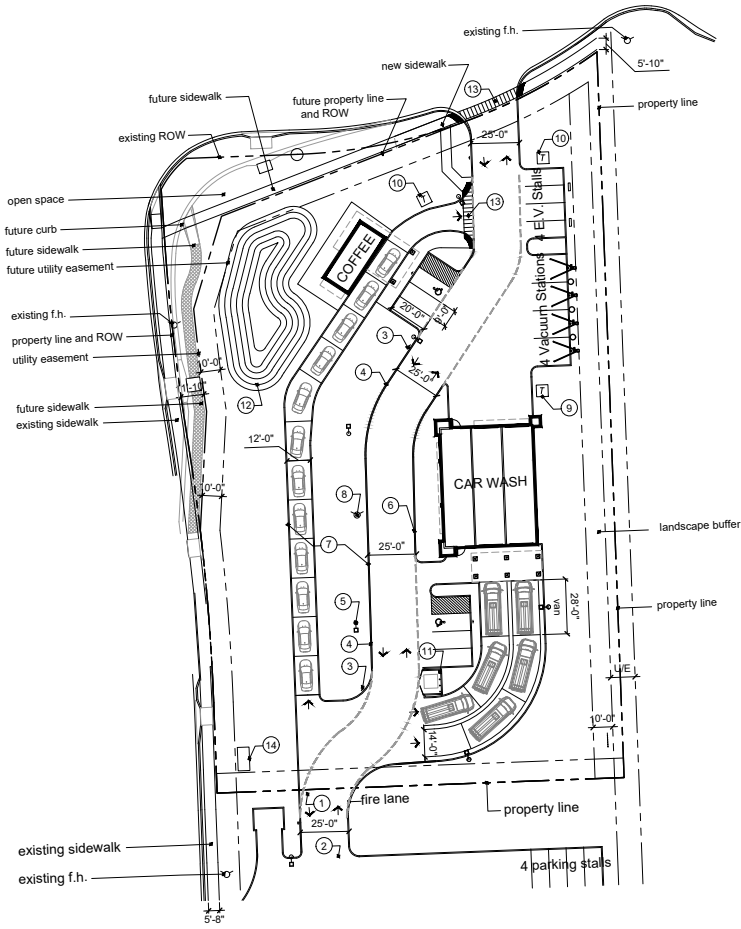 existing f.h.
5'-10"
new sidewalk
13
property line
future sidewalk
future property line
and ROW
existing ROW
25'-0"
10
10
T
T
13
open space
future curb
future sidewalk
future utility easement
COFFEE
4 E.V. Stalls
4 Vacuum Stations
20'-0"
existing f.h.
property line and ROW
utility easement
3
4
25'-0"
T
9
12
future sidewalk
existing sidewalk
12'-0"
CAR WASH
8
6
landscape buffer
7
25'-0"
5
van
28'-0"
property line
4
11
3
U/E
10'-0"
14'-0"
14
1
fire lane
property line
25'-0"
2
existing sidewalk
existing f.h.
4 parking stalls
5'-8"